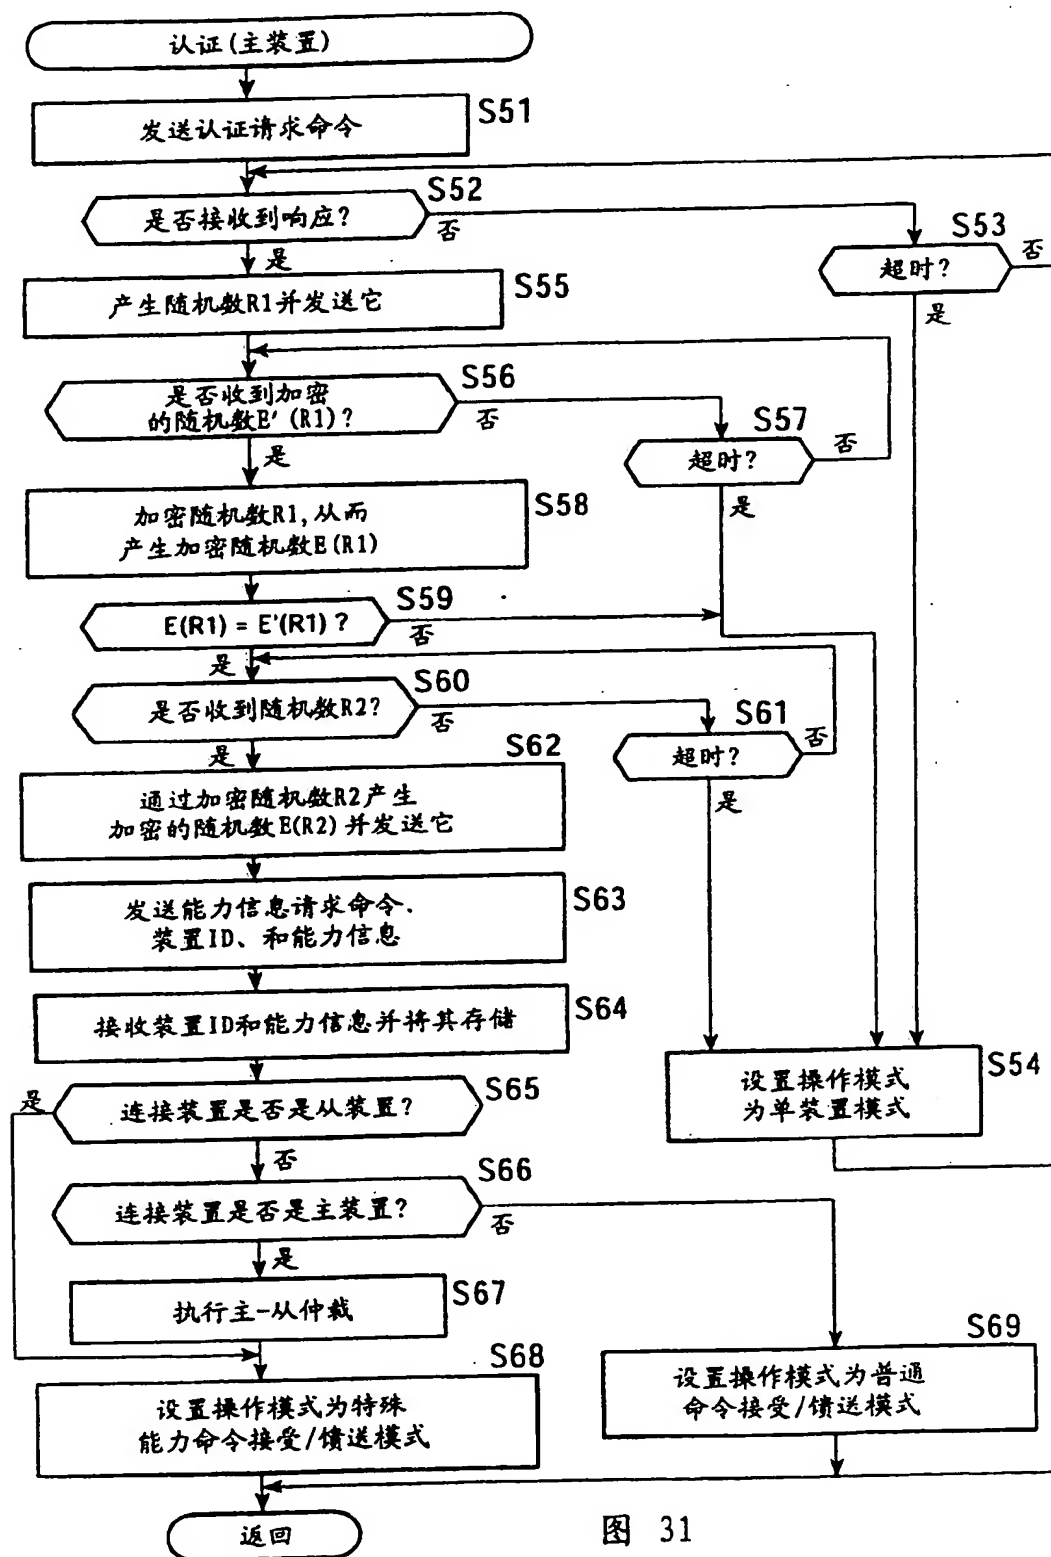 认证(主装置)
S51
发送认证请求命令
S52
是否接收到响应?
否
是
S53
超时?
否
是
S55
产生随机数R1并发送它
S56
是否收到加密
的随机数E'(R1)?
否
是
S57
超时?
否
是
S58
加密随机数R1,从而
产生加密随机数E(R1)
S59
E(R1) = E'(R1) ?
否
是
S60
是否收到随机数R2?
否
是
S61
超时?
否
是
S62
通过加密随机数R2产生
加密的随机数E(R2)并发送它
S63
发送能力信息请求命令、
装置ID、和能力信息
S64
接收装置ID和能力信息并将其存储
S54
设置操作模式
为单装置模式
S65
连接装置是否是从装置?
是
否
S66
连接装置是否是主装置?
否
是
S67
执行主-从仲裁
S68
设置操作模式为特殊
能力命令接受/馈送模式
S69
设置操作模式为普通
命令接受/馈送模式
返回
图 31